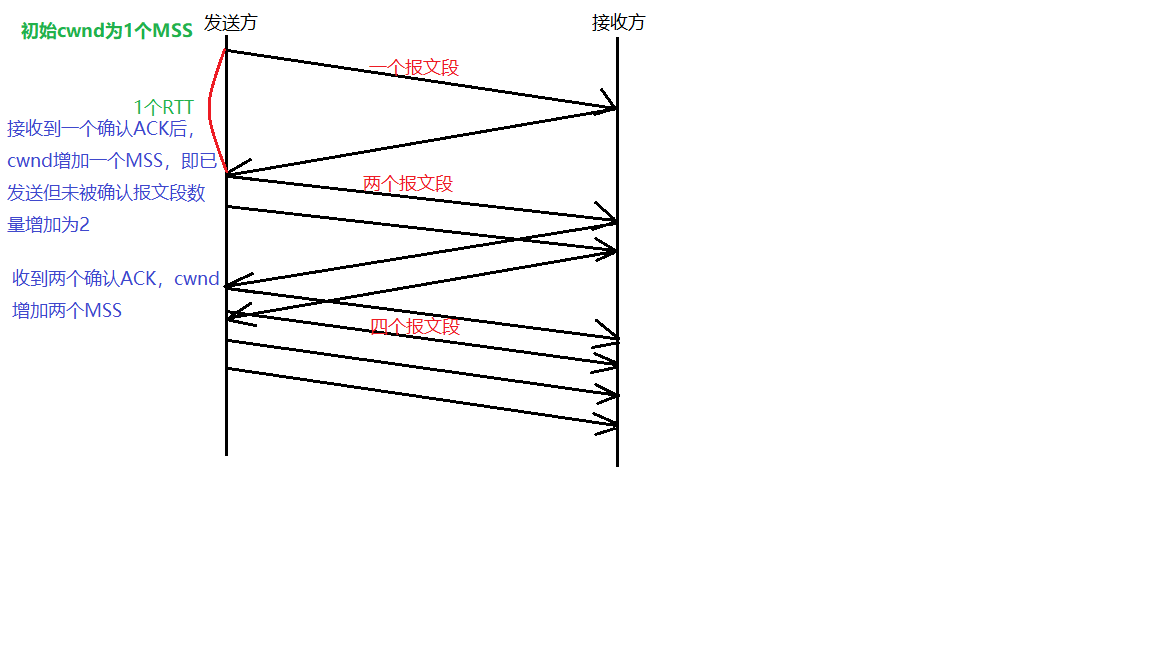 初始cwnd为1个MSS
发送方
接收方
一个报文段
1个RTT
接收到一个确认ACK后，
cwnd增加一个MSS，即已
发送但未被确认报文段数
量增加为2
两个报文段
收到两个确认ACK，cwnd
增加两个MSS
四个报文段